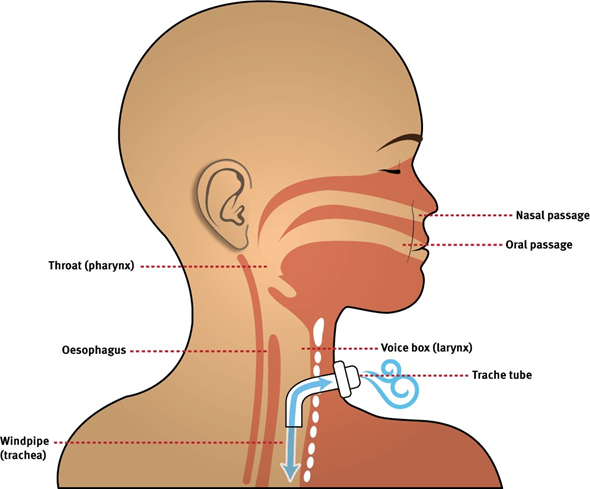 Nasal passage
Oral passage
Throat (pharynx)
Oesophagus
Voice box (larynx)
Trache tube
Windpipe
(trachea)